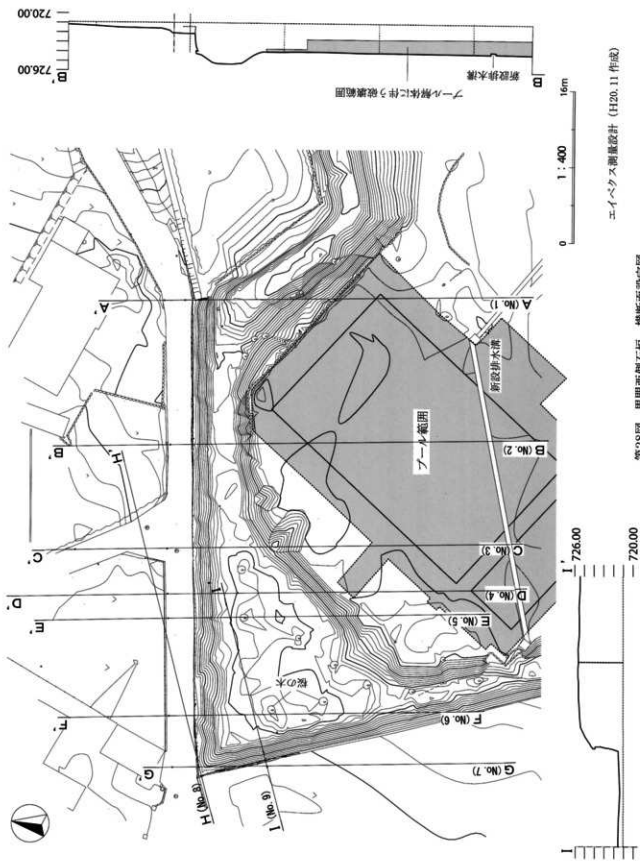 720.00
726.00
B'
B
プール解体に伴う破壊範囲
新設排水溝
0
16m
1 : 400
エイペクス測量設計（H20.11 作成）
A'
B'
C'
D'
E'
F'
G'
H'
I'
A (No. 1)
B (No. 2)
C (No. 3)
D (No. 4)
E (No. 5)
F (No. 6)
G (No. 7)
H (No. 8)
I (No. 9)
プール範囲
新設排水溝
桜の木
I
I'
726.00
720.00